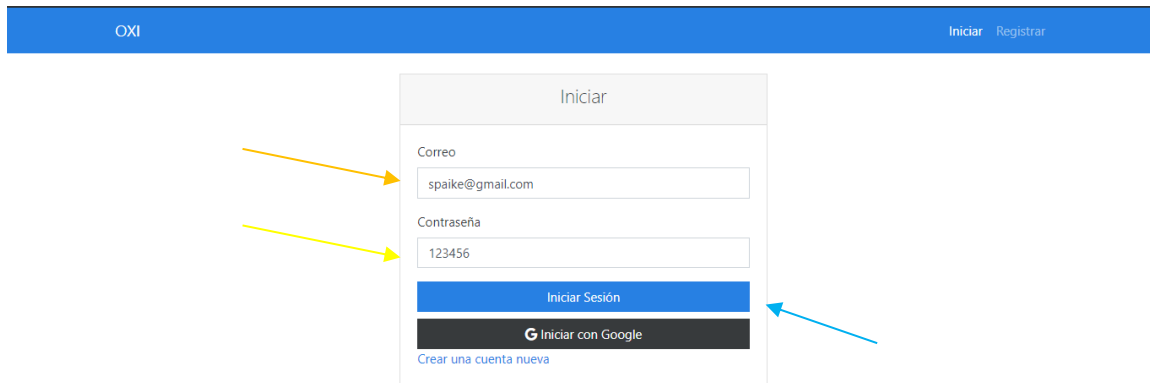 OXI Iniciar Registrar
Iniciar
Correo
spaike@gmail.com
Contraseña
123456
Iniciar Sesión
G Iniciar con Google
Crear una cuenta nueva